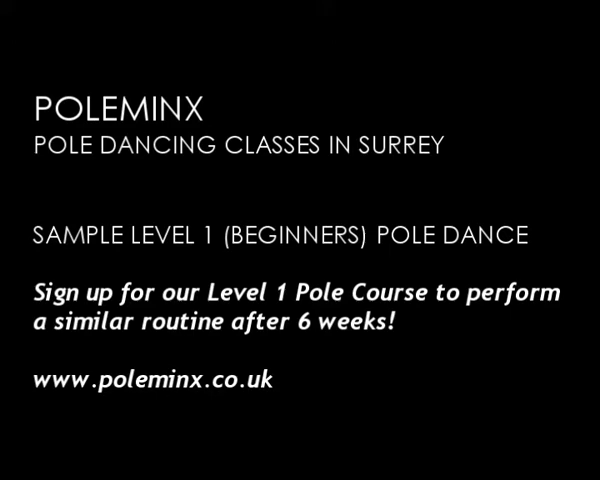 POLEMINX
POLE DANCING CLASSES IN SURREY
SAMPLE LEVEL 1 (BEGINNERS) POLE DANCE
Sign up for our Level 1 Pole Course to perform
a similar routine after 6 weeks!
www.poleminx.co.uk